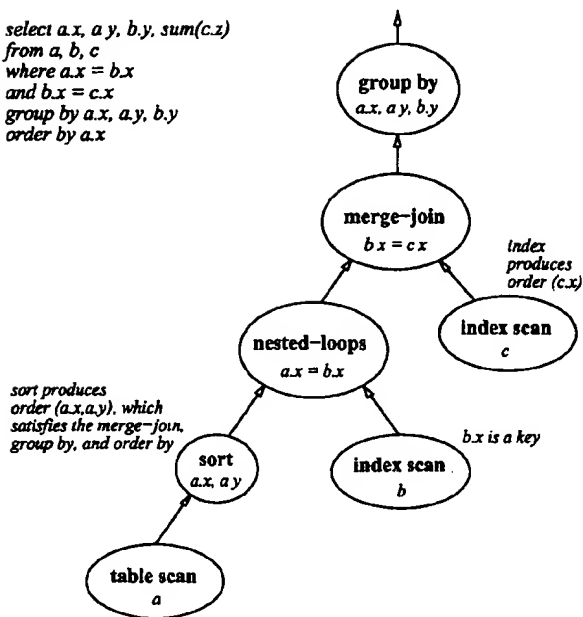 select a.x, a y, b.y, sum(c.z)
from a, b, c
where a.x = b.x
and b.x = c.x
group by a.x, a.y, b.y
order by a.x
group by
a.x, a y, b.y
merge-join
b x = c x
index
produces
order (c.x)
index scan
c
nested-loops
a.x = b.x
sort produces
order (a.x,a.y), which
satisfies the merge-join,
group by, and order by
b.x is a key
sort
a.x, a y
index scan
b
table scan
a